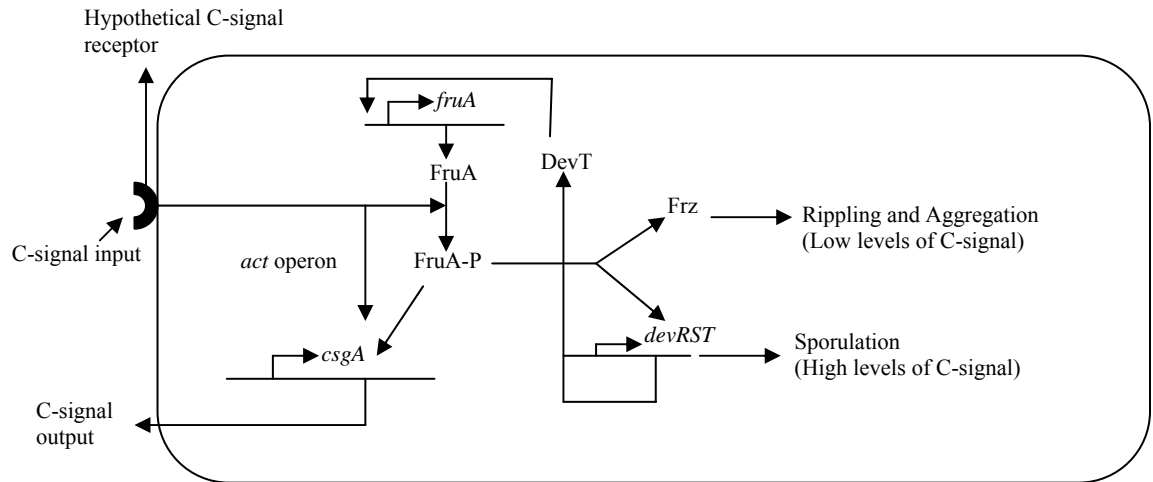 Hypothetical C-signal
receptor
fruA
FruA
DevT
Frz
Rippling and Aggregation
(Low levels of C-signal)
C-signal input
act operon
FruA-P
devRST
csgA
Sporulation
(High levels of C-signal)
C-signal
output